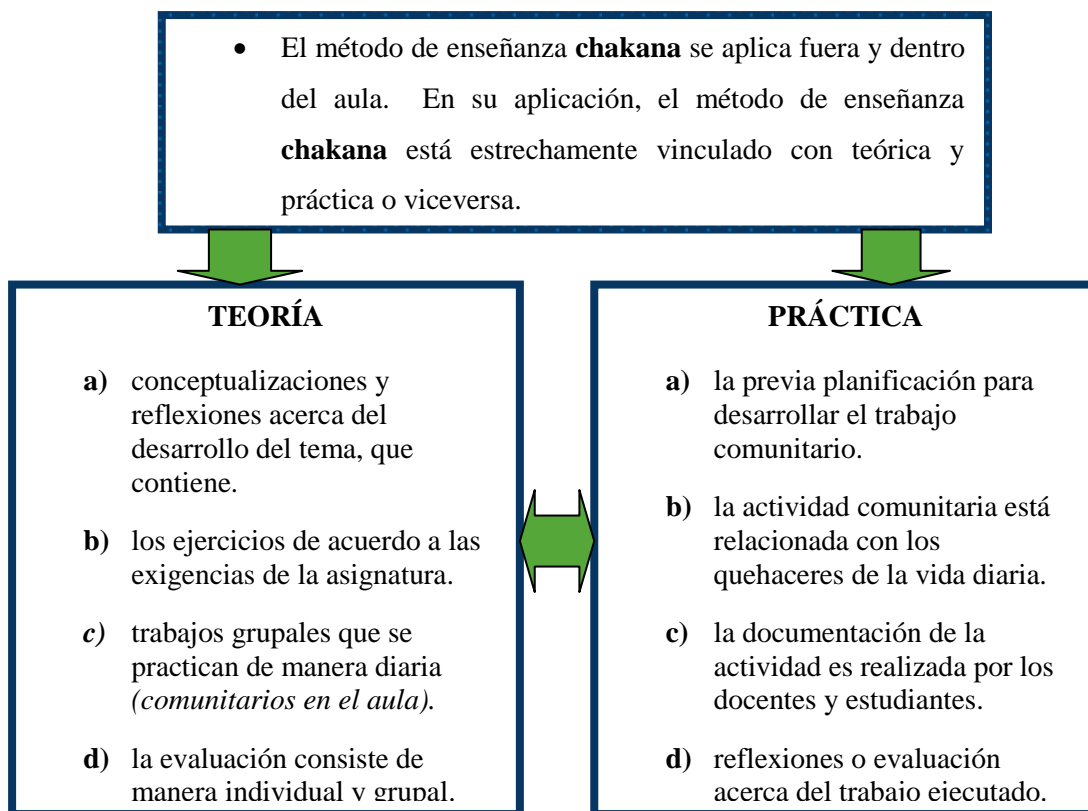 • El método de enseñanza chakana se aplica fuera y dentro
del aula. En su aplicación, el método de enseñanza
chakana está estrechamente vinculado con teórica y
práctica o viceversa.
TEORÍA
a) conceptualizaciones y
reflexiones acerca del
desarrollo del tema, que
contiene.
b) los ejercicios de acuerdo a las
exigencias de la asignatura.
c) trabajos grupales que se
practican de manera diaria
(comunitarios en el aula).
d) la evaluación consiste de
manera individual y grupal.
PRÁCTICA
a) la previa planificación para
desarrollar el trabajo
comunitario.
b) la actividad comunitaria está
relacionada con los
quehaceres de la vida diaria.
c) la documentación de la
actividad es realizada por los
docentes y estudiantes.
d) reflexiones o evaluación
acerca del trabajo ejecutado.